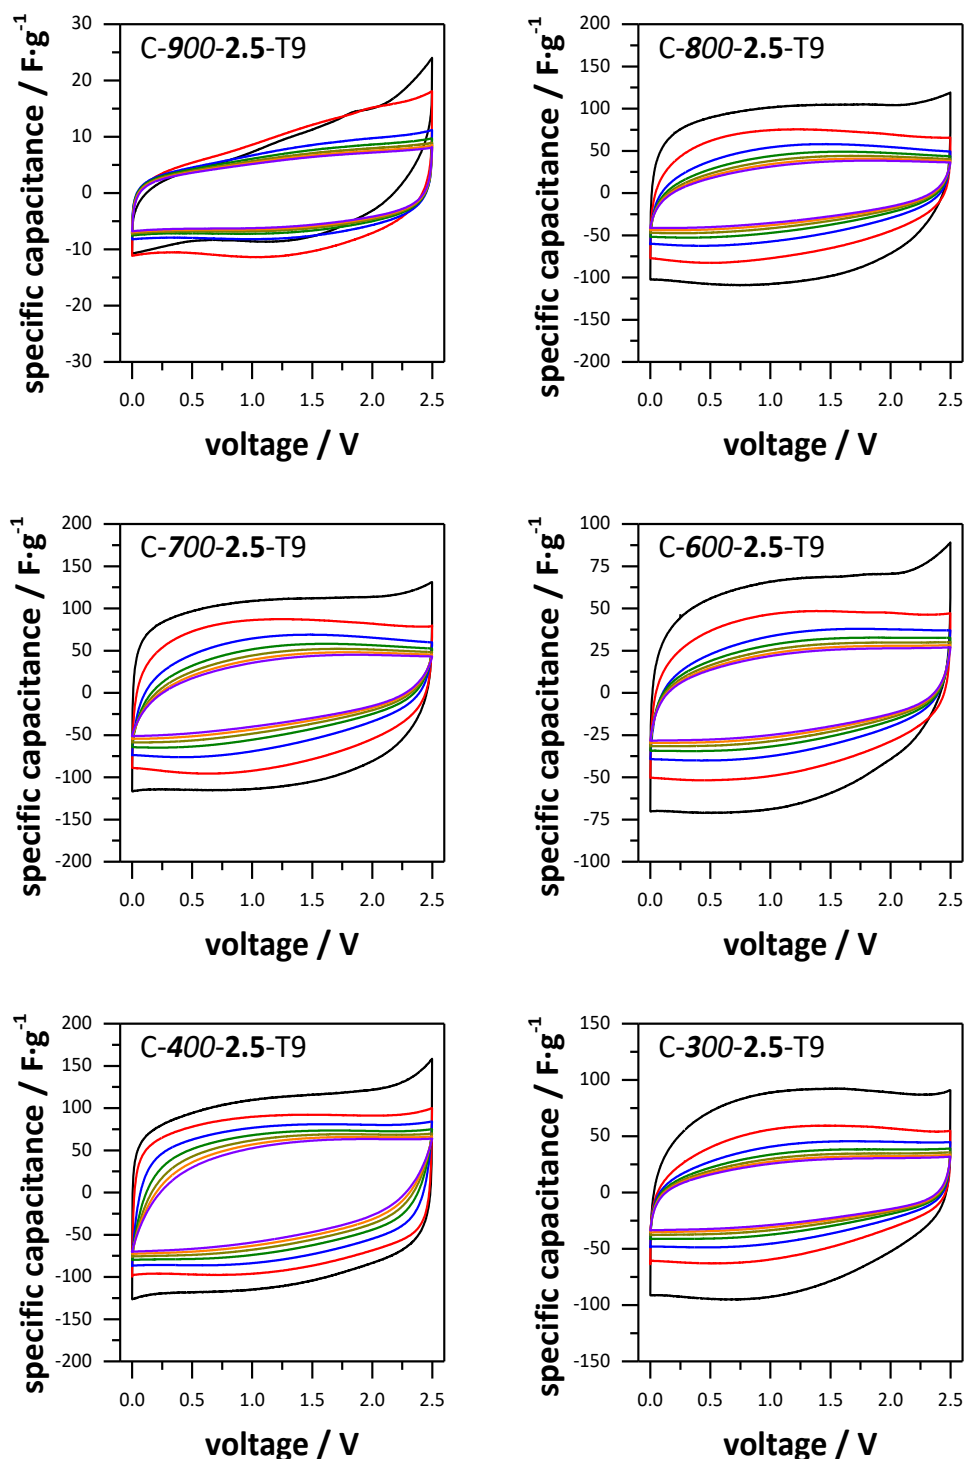 C-900-2.5-T9
specific capacitance / F·g⁻¹
30
20
10
0
-10
-20
-30
0.0 0.5 1.0 1.5 2.0 2.5
voltage / V
C-800-2.5-T9
specific capacitance / F·g⁻¹
200
150
100
50
0
-50
-100
-150
-200
0.0 0.5 1.0 1.5 2.0 2.5
voltage / V
C-700-2.5-T9
specific capacitance / F·g⁻¹
200
150
100
50
0
-50
-100
-150
-200
0.0 0.5 1.0 1.5 2.0 2.5
voltage / V
C-600-2.5-T9
specific capacitance / F·g⁻¹
100
75
50
25
0
-25
-50
-75
-100
0.0 0.5 1.0 1.5 2.0 2.5
voltage / V
C-400-2.5-T9
specific capacitance / F·g⁻¹
200
150
100
50
0
-50
-100
-150
-200
0.0 0.5 1.0 1.5 2.0 2.5
voltage / V
C-300-2.5-T9
specific capacitance / F·g⁻¹
150
100
50
0
-50
-100
-150
0.0 0.5 1.0 1.5 2.0 2.5
voltage / V